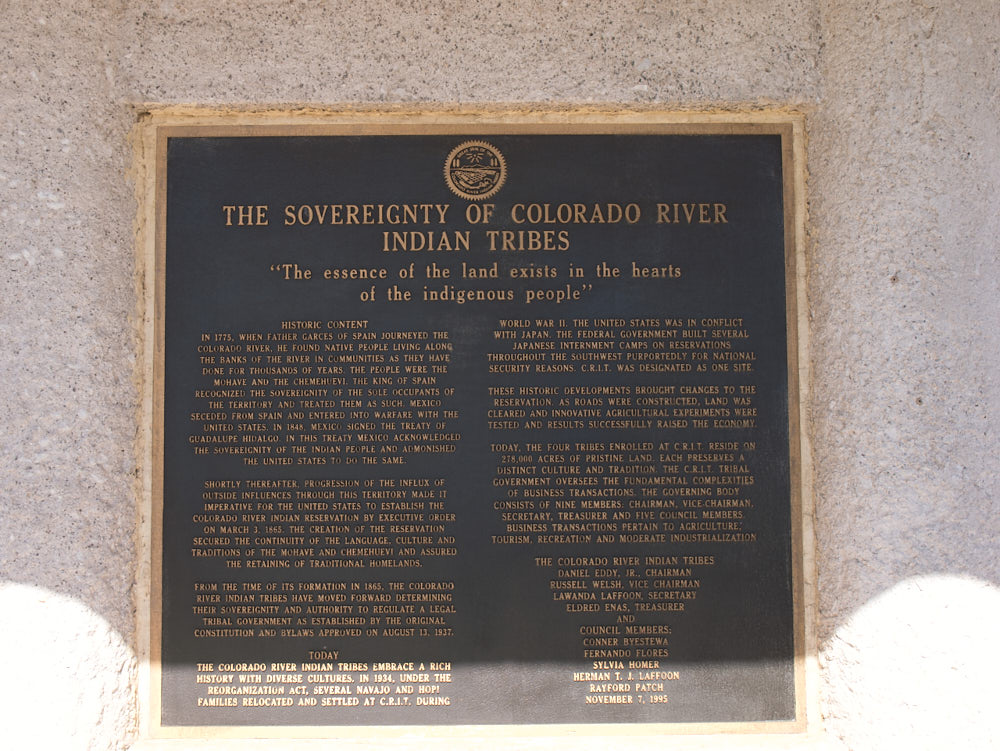 THE SOVEREIGNTY OF COLORADO RIVER
INDIAN TRIBES
“The essence of the land exists in the hearts
of the indigenous people”
HISTORIC CONTENT
IN 1775, WHEN FATHER GARCES OF SPAIN JOURNEYED THE
COLORADO RIVER, HE FOUND NATIVE PEOPLE LIVING ALONG
THE BANKS OF THE RIVER IN COMMUNITIES AS THEY HAVE
DONE FOR THOUSANDS OF YEARS. THE PEOPLE WERE THE
MOHAVE AND THE CHEMEHUEVI. THE KING OF SPAIN
RECOGNIZED THE SOVEREIGNTY OF THE SOLE OCCUPANTS OF
THE TERRITORY AND TREATED THEM AS SUCH. MEXICO
SECEDED FROM SPAIN AND ENTERED INTO WARFARE WITH THE
UNITED STATES. IN 1848, MEXICO SIGNED THE TREATY OF
GUADALUPE HIDALGO. IN THIS TREATY MEXICO ACKNOWLEDGED
THE SOVEREIGNTY OF THE INDIAN PEOPLE AND ADMONISHED
THE UNITED STATES TO DO THE SAME.
SHORTLY THEREAFTER, PROGRESSION OF THE INFLUX OF
OUTSIDE INFLUENCES THROUGH THIS TERRITORY MADE IT
IMPERATIVE FOR THE UNITED STATES TO ESTABLISH THE
COLORADO RIVER INDIAN RESERVATION BY EXECUTIVE ORDER
ON MARCH 3, 1865. THE CREATION OF THE RESERVATION
SECURED THE CONTINUITY OF THE LANGUAGE, CULTURE AND
TRADITIONS OF THE MOHAVE AND CHEMEHUEVI AND ASSURED
THE RETAINING OF TRADITIONAL HOMELANDS.
FROM THE TIME OF ITS FORMATION IN 1865, THE COLORADO
RIVER INDIAN TRIBES HAVE MOVED FORWARD DETERMINING
THEIR SOVEREIGNTY AND AUTHORITY TO REGULATE A LEGAL
TRIBAL GOVERNMENT AS ESTABLISHED BY THE ORIGINAL
CONSTITUTION AND BYLAWS APPROVED ON AUGUST 13, 1937.
TODAY
THE COLORADO RIVER INDIAN TRIBES EMBRACE A RICH
HISTORY WITH DIVERSE CULTURES. IN 1934, UNDER THE
REORGANIZATION ACT, SEVERAL NAVAJO AND HOPI
FAMILIES RELOCATED AND SETTLED AT C.R.I.T. DURING
WORLD WAR II. THE UNITED STATES WAS IN CONFLICT
WITH JAPAN. THE FEDERAL GOVERNMENT BUILT SEVERAL
JAPANESE INTERNMENT CAMPS ON RESERVATIONS
THROUGHOUT THE SOUTHWEST PURPORTEDLY FOR NATIONAL
SECURITY REASONS. C.R.I.T. WAS DESIGNATED AS ONE SITE.
THESE HISTORIC DEVELOPMENTS BROUGHT CHANGES TO THE
RESERVATION. AS ROADS WERE CONSTRUCTED, LAND WAS
CLEARED AND INNOVATIVE AGRICULTURAL EXPERIMENTS WERE
TESTED AND RESULTS SUCCESSFULLY RAISED THE ECONOMY.
TODAY, THE FOUR TRIBES ENROLLED AT C.R.I.T. RESIDE ON
278,000 ACRES OF PRISTINE LAND. EACH PRESERVES A
DISTINCT CULTURE AND TRADITION. THE C.R.I.T. TRIBAL
GOVERNMENT OVERSEES THE FUNDAMENTAL COMPLEXITIES
OF BUSINESS TRANSACTIONS. THE GOVERNING BODY
CONSISTS OF NINE MEMBERS: CHAIRMAN, VICE-CHAIRMAN,
SECRETARY, TREASURER AND FIVE COUNCIL MEMBERS.
BUSINESS TRANSACTIONS PERTAIN TO AGRICULTURE,
TOURISM, RECREATION AND MODERATE INDUSTRIALIZATION
THE COLORADO RIVER INDIAN TRIBES
DANIEL EDDY, JR., CHAIRMAN
RUSSELL WELSH, VICE CHAIRMAN
LAWANDA LAFFOON, SECRETARY
ELDRED ENAS, TREASURER
AND
COUNCIL MEMBERS:
CONNER BYESTEWA
FERNANDO FLORES
SYLVIA HOMER
HERMAN T. J. LAFFOON
RAYFORD PATCH
NOVEMBER 7, 1995